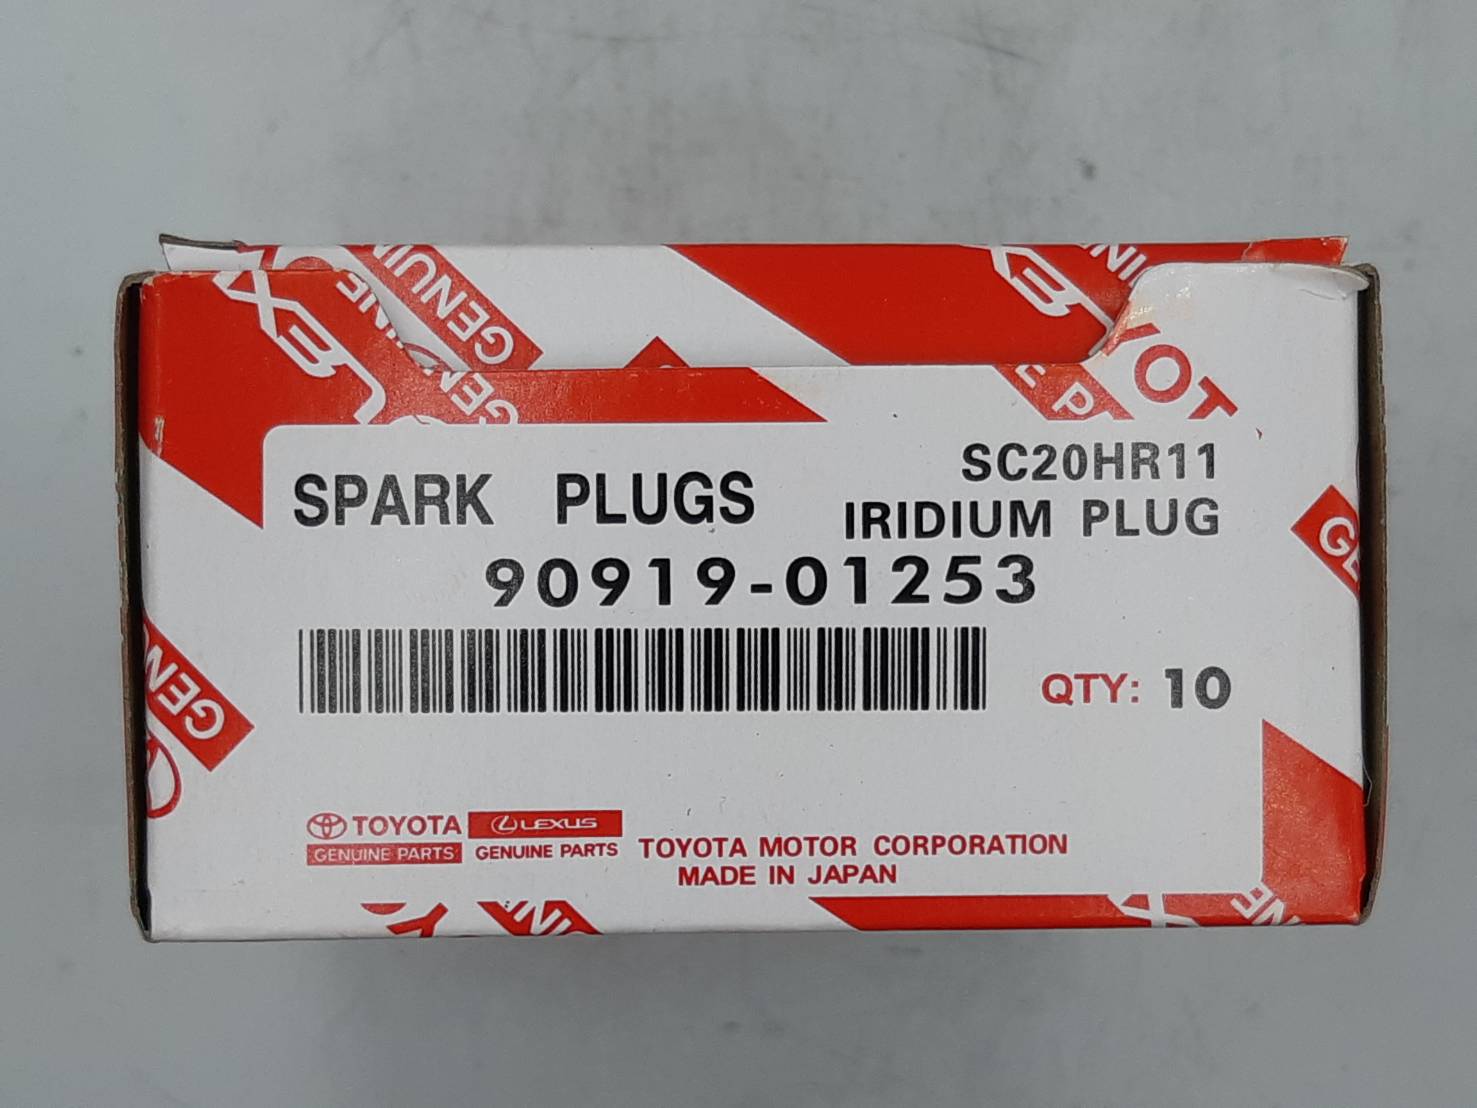 SPARK PLUGS
SC20HR11
IRIDIUM PLUG
90919-01253
QTY: 10
TOYOTA
GENUINE PARTS
LEXUS
GENUINE PARTS
TOYOTA MOTOR CORPORATION
MADE IN JAPAN